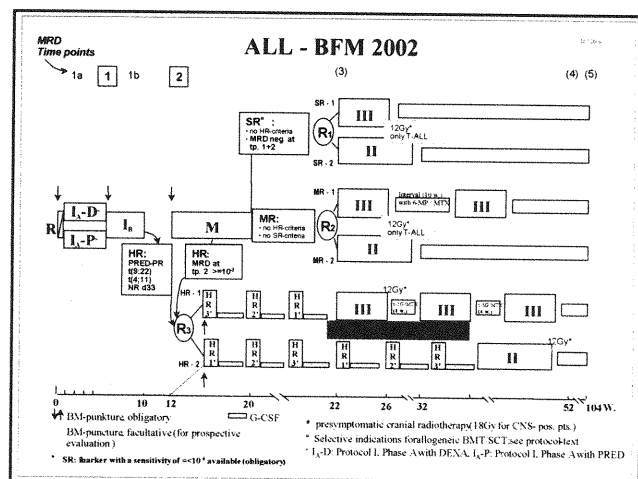 MRD
Time points
ALL - BFM 2002
1a 1 1b 2 (3) (4) (5)
SR° :
- no HR-criteria
- MRD neg at
tp. 1+2
SR - 1
R1
SR - 2
III
12Gy*
only T-ALL
II
R
IA-D
IA-P
IB
M
MR:
- no HR-criteria
- no SR-criteria
MR - 1
R2
MR - 2
III
with 6-MP / MTX
III
12Gy*
only T-ALL
II
HR:
PRED-PR
t(9;22)
t(4;11)
NR d33
HR:
MRD at
tp. 2 >=10-3
HR - 1
R3
HR - 2
HR 3'
HR 2'
HR 1'
III
12Gy*
III
III
HR 1'
HR 2'
HR 3'
HR 1'
HR 2'
HR 3'
II
12Gy*
0 10 12 20 22 26 32 52 104 W.
BM-punkture, obligatory
G-CSF
BM-puncture, facultative (for prospective
evaluation)
* SR: 1marker with a sensitivity of =<10-4 available (obligatory)
* presymptomatic cranial radiotherapy (18Gy for CNS- pos. pts.)
° Selective indications for allogeneic BMT SCT; see protocol-text
IA-D: Protocol I, Phase A with DEXA, IA-P: Protocol I, Phase A with PRED